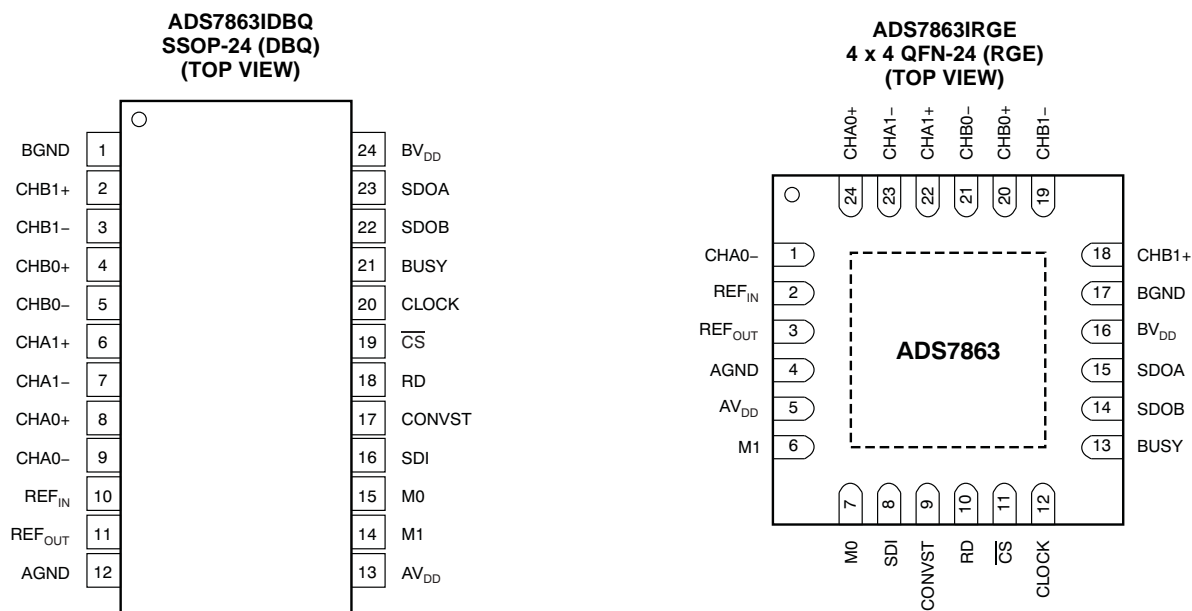 ADS7863IDBQ
SSOP-24 (DBQ)
(TOP VIEW)
BGND 1
CHB1+ 2
CHB1− 3
CHB0+ 4
CHB0− 5
CHA1+ 6
CHA1− 7
CHA0+ 8
CHA0− 9
REFIN 10
REFOUT 11
AGND 12
24 BVDD
23 SDOA
22 SDOB
21 BUSY
20 CLOCK
19 CS
18 RD
17 CONVST
16 SDI
15 M0
14 M1
13 AVDD
ADS7863IRGE
4 x 4 QFN-24 (RGE)
(TOP VIEW)
CHA0+ CHA1− CHA1+ CHB0− CHB0+ CHB1−
24 23 22 21 20 19
CHA0− 1
REFIN 2
REFOUT 3
AGND 4
AVDD 5
M1 6
ADS7863
18 CHB1+
17 BGND
16 BVDD
15 SDOA
14 SDOB
13 BUSY
7 8 9 10 11 12
M0 SDI CONVST RD CS CLOCK